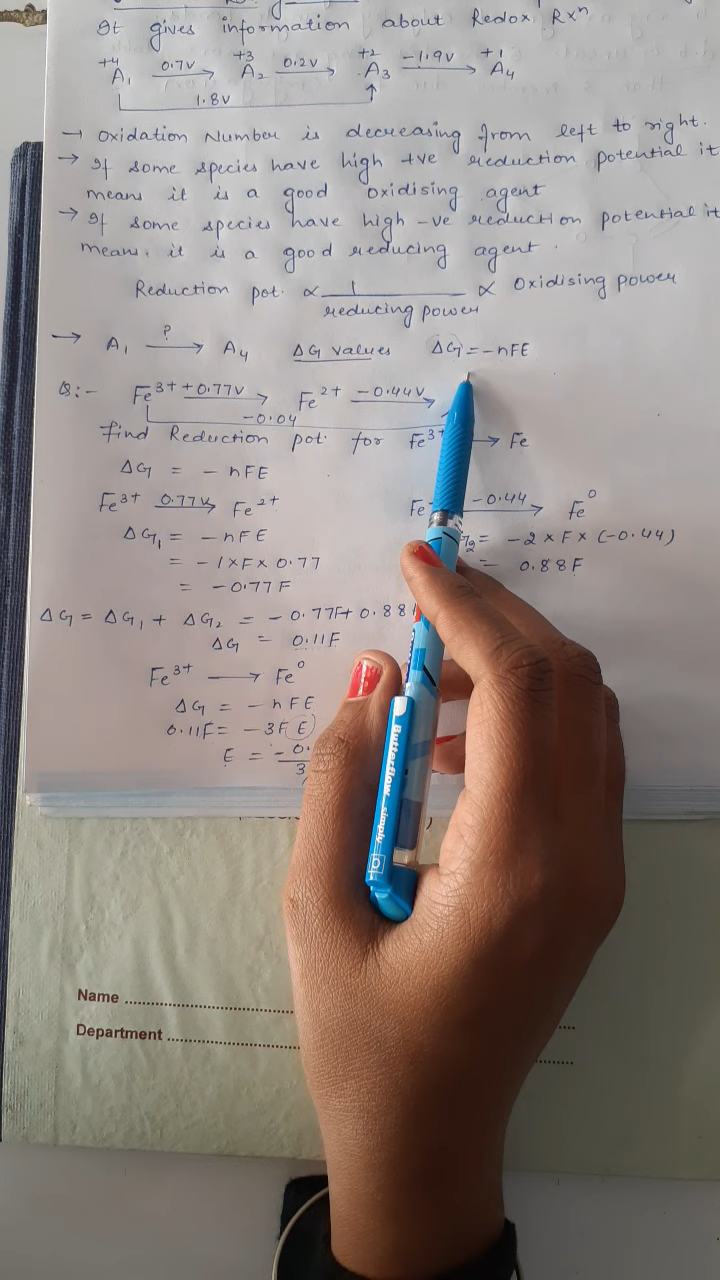 It gives information about Redox Rxⁿ
+4 +3 +2 +1
A₁ 0.7V → A₂ 0.2V → A₃ -1.9V → A₄
1.8V
→ Oxidation Number is decreasing from left to right.
→ If some species have high +ve reduction potential it
means it is a good oxidising agent
→ If some species have high -ve reduction potential it
means it is a good reducing agent.
Reduction pot. ∝ 1 ∝ Oxidising power
reducing power
→ A₁ ?→ A₄ ΔG values ΔG = -nFE
Q:- Fe³⁺ +0.77V → Fe²⁺ -0.44V →
-0.04
find Reduction pot. for Fe³⁺ → Fe
ΔG = - nFE
Fe³⁺ 0.77V → Fe²⁺ Fe -0.44 → Fe⁰
ΔG₁ = - nFE ₂ = -2 x F x (-0.44)
= -1 x F x 0.77 = 0.88F
= -0.77F
ΔG = ΔG₁ + ΔG₂ = -0.77F + 0.88
ΔG = 0.11F
Fe³⁺ → Fe⁰
ΔG = - nFE
0.11F = - 3F E
E = -0.
3
Butterflow simply
Name
Department